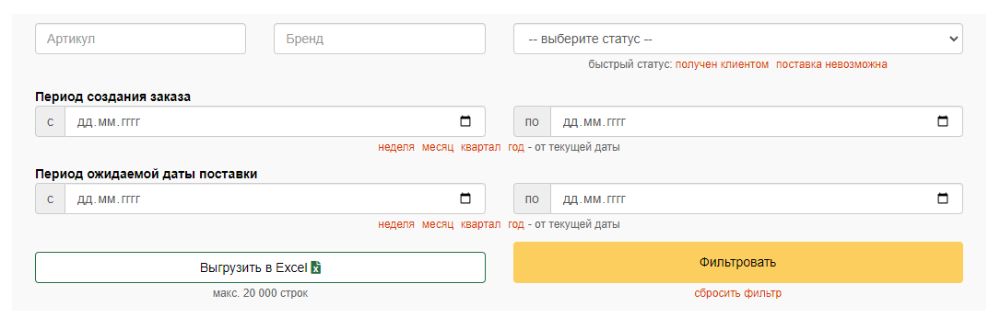 Артикул Бренд -- выберите статус --
быстрый статус: получен клиентом поставка невозможна
Период создания заказа
с дд.мм.гггг по дд.мм.гггг
неделя месяц квартал год - от текущей даты
Период ожидаемой даты поставки
с дд.мм.гггг по дд.мм.гггг
неделя месяц квартал год - от текущей даты
Выгрузить в Excel Фильтровать
макс. 20 000 строк сбросить фильтр